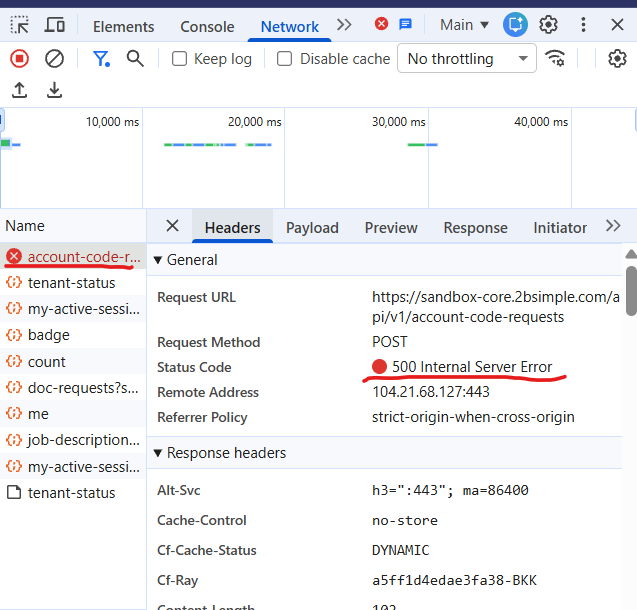 Elements Console Network Main
Keep log Disable cache No throttling
10,000 ms 20,000 ms 30,000 ms 40,000 ms
Name
account-code-r...
tenant-status
my-active-sessi...
badge
count
doc-requests?s...
me
job-description...
my-active-sessi...
tenant-status
Headers Payload Preview Response Initiator
General
Request URL https://sandbox-core.2bsimple.com/a
pi/v1/account-code-requests
Request Method POST
Status Code 500 Internal Server Error
Remote Address 104.21.68.127:443
Referrer Policy strict-origin-when-cross-origin
Response headers
Alt-Svc h3=":443"; ma=86400
Cache-Control no-store
Cf-Cache-Status DYNAMIC
Cf-Ray a5ff1d4edae3fa38-BKK
Content-Length 102